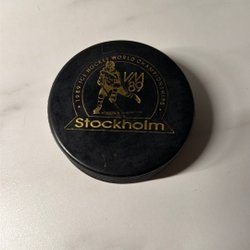 1989 ICE HOCKEY WORLD CHAMPIONSHIPS
VM
89
Stockholm